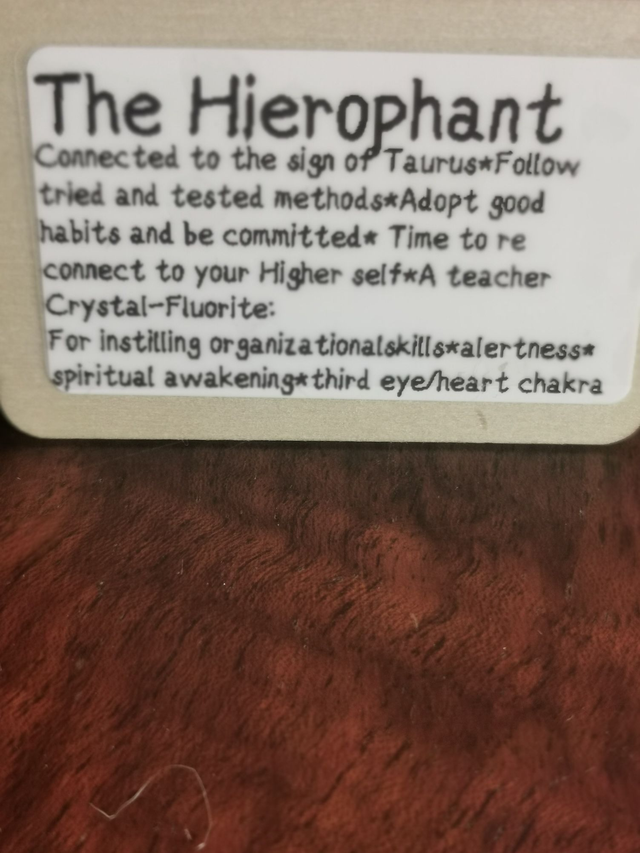 The Hierophant
Connected to the sign of Taurus*Follow
tried and tested methods*Adopt good
habits and be committed* Time to re
connect to your Higher self*A teacher
Crystal-Fluorite:
For instilling organizationalskills*alertness*
spiritual awakening*third eye/heart chakra